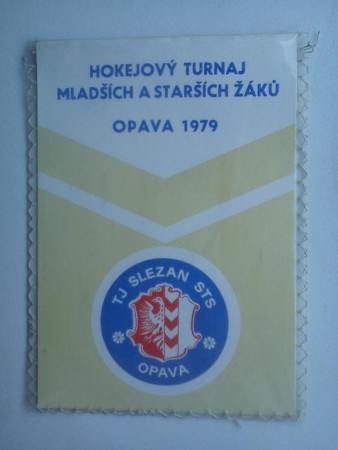 HOKEJOVÝ TURNAJ
MLADŠÍCH A STARŠÍCH ŽÁKŮ
OPAVA 1979
TJ SLEZAN STS
OPAVA